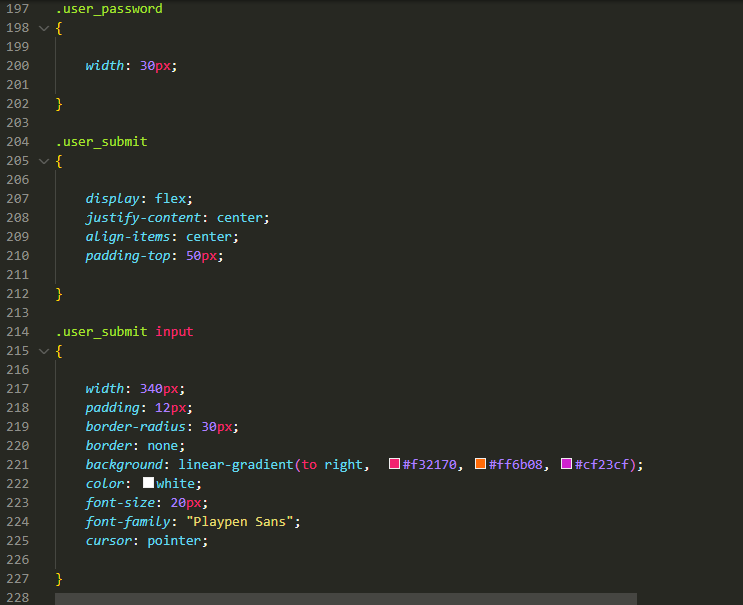 197 .user_password
198 {
199
200 width: 30px;
201
202 }
203
204 .user_submit
205 {
206
207 display: flex;
208 justify-content: center;
209 align-items: center;
210 padding-top: 50px;
211
212 }
213
214 .user_submit input
215 {
216
217 width: 340px;
218 padding: 12px;
219 border-radius: 30px;
220 border: none;
221 background: linear-gradient(to right, #f32170, #ff6b08, #cf23cf);
222 color: white;
223 font-size: 20px;
224 font-family: "Playpen Sans";
225 cursor: pointer;
226
227 }
228